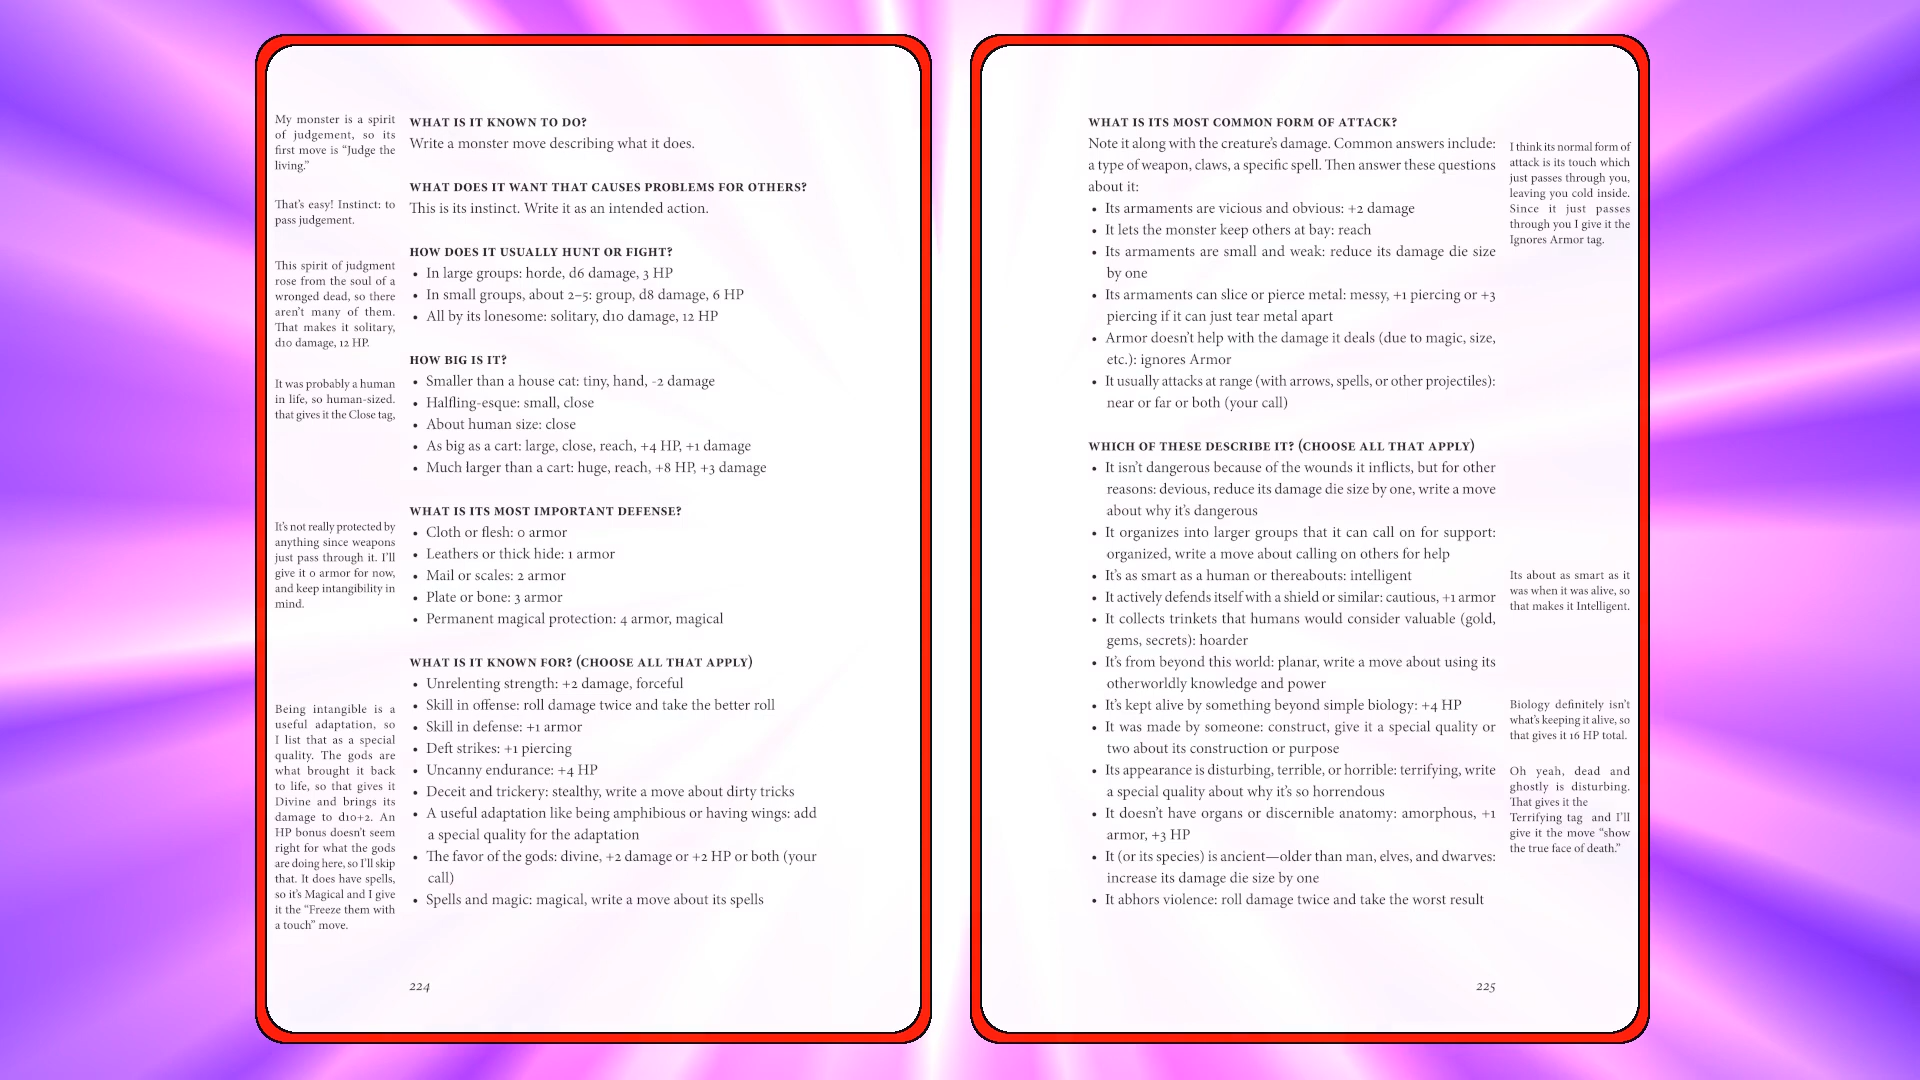 My monster is a spirit
of judgement, so its
first move is “Judge the
living.”
That’s easy! Instinct: to
pass judgement.
This spirit of judgment
rose from the soul of a
wronged dead, so there
aren’t many of them.
That makes it solitary,
d10 damage, 12 HP.
It was probably a human
in life, so human-sized.
that gives it the Close tag,
It’s not really protected by
anything since weapons
just pass through it. I’ll
give it 0 armor for now,
and keep intangibility in
mind.
Being intangible is a
useful adaptation, so
I list that as a special
quality. The gods are
what brought it back
to life, so that gives it
Divine and brings its
damage to d10+2. An
HP bonus doesn’t seem
right for what the gods
are doing here, so I’ll skip
that. It does have spells,
so it’s Magical and I give
it the “Freeze them with
a touch” move.
WHAT IS IT KNOWN TO DO?
Write a monster move describing what it does.
WHAT DOES IT WANT THAT CAUSES PROBLEMS FOR OTHERS?
This is its instinct. Write it as an intended action.
HOW DOES IT USUALLY HUNT OR FIGHT?
• In large groups: horde, d6 damage, 3 HP
• In small groups, about 2–5: group, d8 damage, 6 HP
• All by its lonesome: solitary, d10 damage, 12 HP
HOW BIG IS IT?
• Smaller than a house cat: tiny, hand, -2 damage
• Halfling-esque: small, close
• About human size: close
• As big as a cart: large, close, reach, +4 HP, +1 damage
• Much larger than a cart: huge, reach, +8 HP, +3 damage
WHAT IS ITS MOST IMPORTANT DEFENSE?
• Cloth or flesh: 0 armor
• Leathers or thick hide: 1 armor
• Mail or scales: 2 armor
• Plate or bone: 3 armor
• Permanent magical protection: 4 armor, magical
WHAT IS IT KNOWN FOR? (CHOOSE ALL THAT APPLY)
• Unrelenting strength: +2 damage, forceful
• Skill in offense: roll damage twice and take the better roll
• Skill in defense: +1 armor
• Deft strikes: +1 piercing
• Uncanny endurance: +4 HP
• Deceit and trickery: stealthy, write a move about dirty tricks
• A useful adaptation like being amphibious or having wings: add
a special quality for the adaptation
• The favor of the gods: divine, +2 damage or +2 HP or both (your
call)
• Spells and magic: magical, write a move about its spells
224
WHAT IS ITS MOST COMMON FORM OF ATTACK?
Note it along with the creature’s damage. Common answers include:
a type of weapon, claws, a specific spell. Then answer these questions
about it:
• Its armaments are vicious and obvious: +2 damage
• It lets the monster keep others at bay: reach
• Its armaments are small and weak: reduce its damage die size
by one
• Its armaments can slice or pierce metal: messy, +1 piercing or +3
piercing if it can just tear metal apart
• Armor doesn’t help with the damage it deals (due to magic, size,
etc.): ignores Armor
• It usually attacks at range (with arrows, spells, or other projectiles):
near or far or both (your call)
WHICH OF THESE DESCRIBE IT? (CHOOSE ALL THAT APPLY)
• It isn’t dangerous because of the wounds it inflicts, but for other
reasons: devious, reduce its damage die size by one, write a move
about why it’s dangerous
• It organizes into larger groups that it can call on for support:
organized, write a move about calling on others for help
• It’s as smart as a human or thereabouts: intelligent
• It actively defends itself with a shield or similar: cautious, +1 armor
• It collects trinkets that humans would consider valuable (gold,
gems, secrets): hoarder
• It’s from beyond this world: planar, write a move about using its
otherworldly knowledge and power
• It’s kept alive by something beyond simple biology: +4 HP
• It was made by someone: construct, give it a special quality or
two about its construction or purpose
• Its appearance is disturbing, terrible, or horrible: terrifying, write
a special quality about why it’s so horrendous
• It doesn’t have organs or discernible anatomy: amorphous, +1
armor, +3 HP
• It (or its species) is ancient—older than man, elves, and dwarves:
increase its damage die size by one
• It abhors violence: roll damage twice and take the worst result
I think its normal form of
attack is its touch which
just passes through you,
leaving you cold inside.
Since it just passes
through you I give it the
Ignores Armor tag.
Its about as smart as it
was when it was alive, so
that makes it Intelligent.
Biology definitely isn’t
what’s keeping it alive, so
that gives it 16 HP total.
Oh yeah, dead and
ghostly is disturbing.
That gives it the
Terrifying tag and I’ll
give it the move “show
the true face of death.”
225